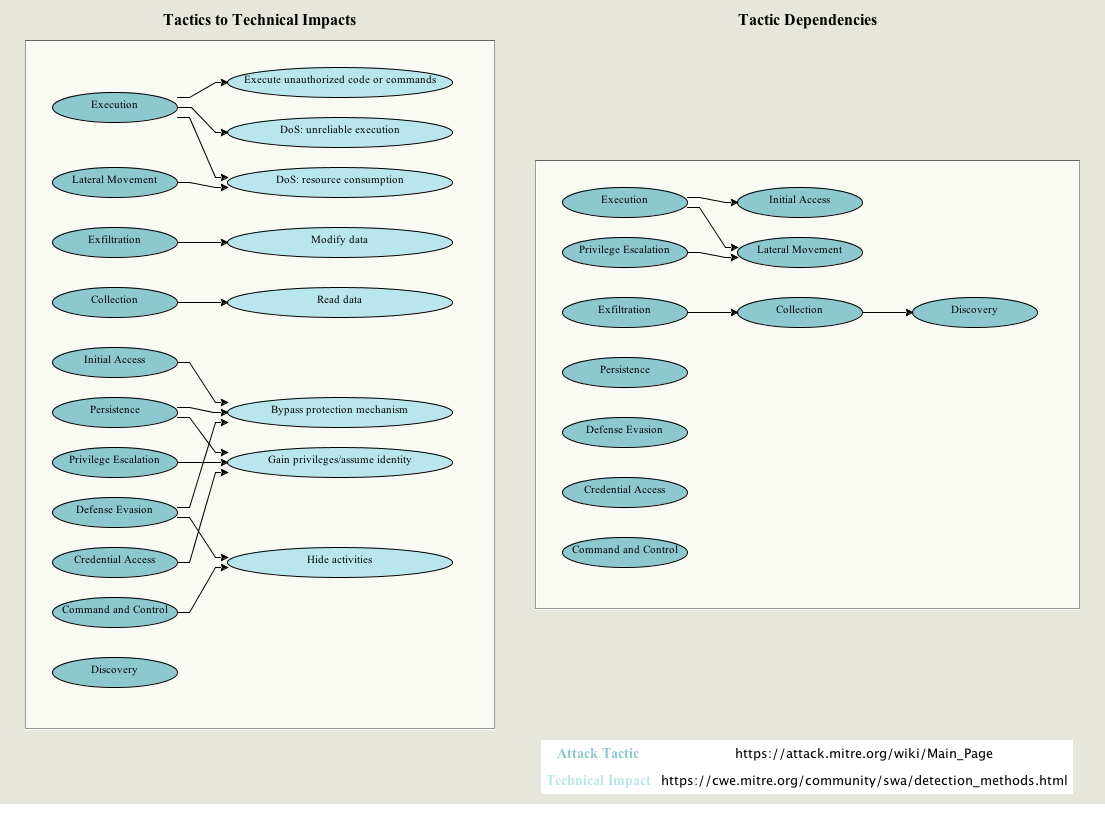 Tactics to Technical Impacts
Execution
Execute unauthorized code or commands
DoS: unreliable execution
Lateral Movement
DoS: resource consumption
Exfiltration
Modify data
Collection
Read data
Initial Access
Persistence
Bypass protection mechanism
Privilege Escalation
Gain privileges/assume identity
Defense Evasion
Credential Access
Hide activities
Command and Control
Discovery
Tactic Dependencies
Execution
Initial Access
Privilege Escalation
Lateral Movement
Exfiltration
Collection
Discovery
Persistence
Defense Evasion
Credential Access
Command and Control
Attack Tactic https://attack.mitre.org/wiki/Main_Page
Technical Impact https://cwe.mitre.org/community/swa/detection_methods.html